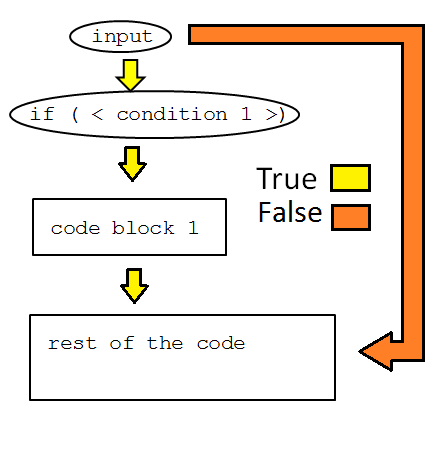 input
if ( < condition 1 >)
True
code block 1
False
rest of the code